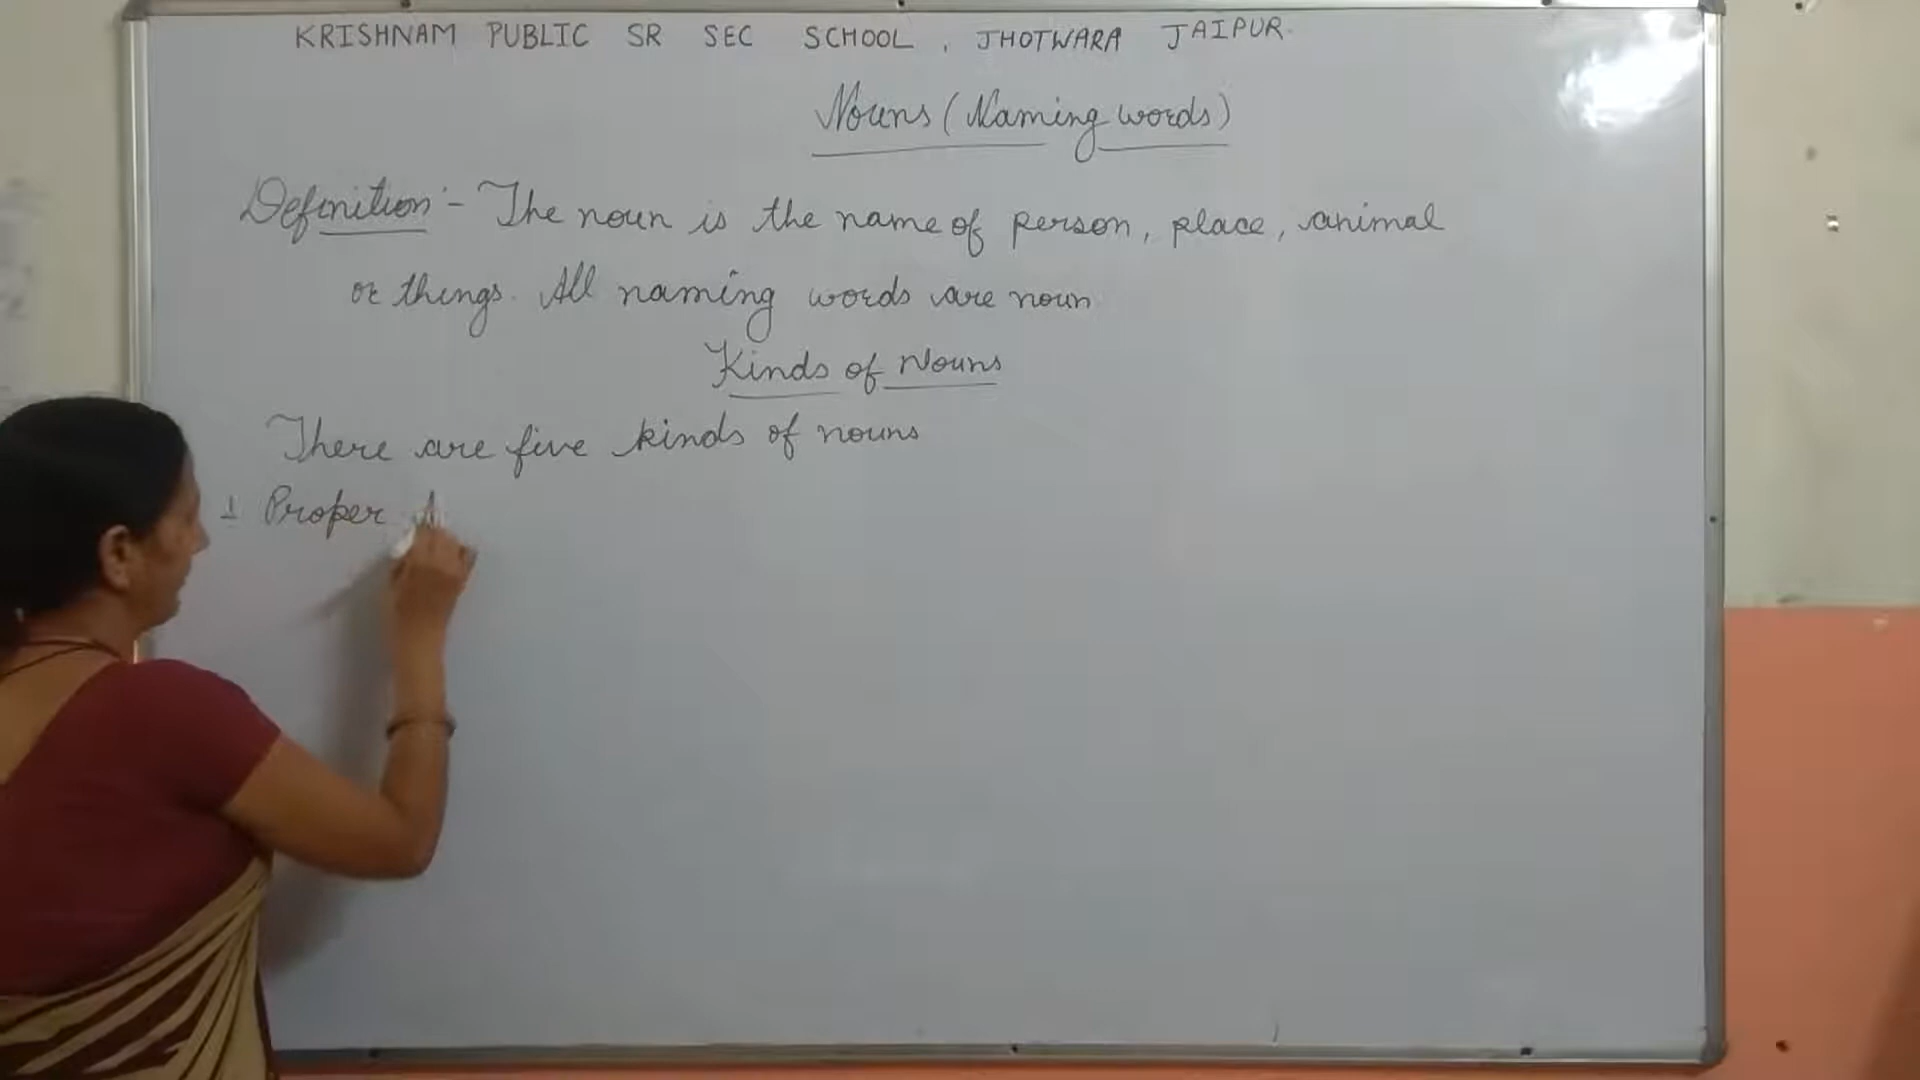 KRISHNAM PUBLIC SR SEC SCHOOL , JHOTWARA JAIPUR.
Nouns (Naming words)
Definition :- The noun is the name of person, place, animal
or things. All naming words are noun
Kinds of Nouns
There are five kinds of nouns
1 Proper